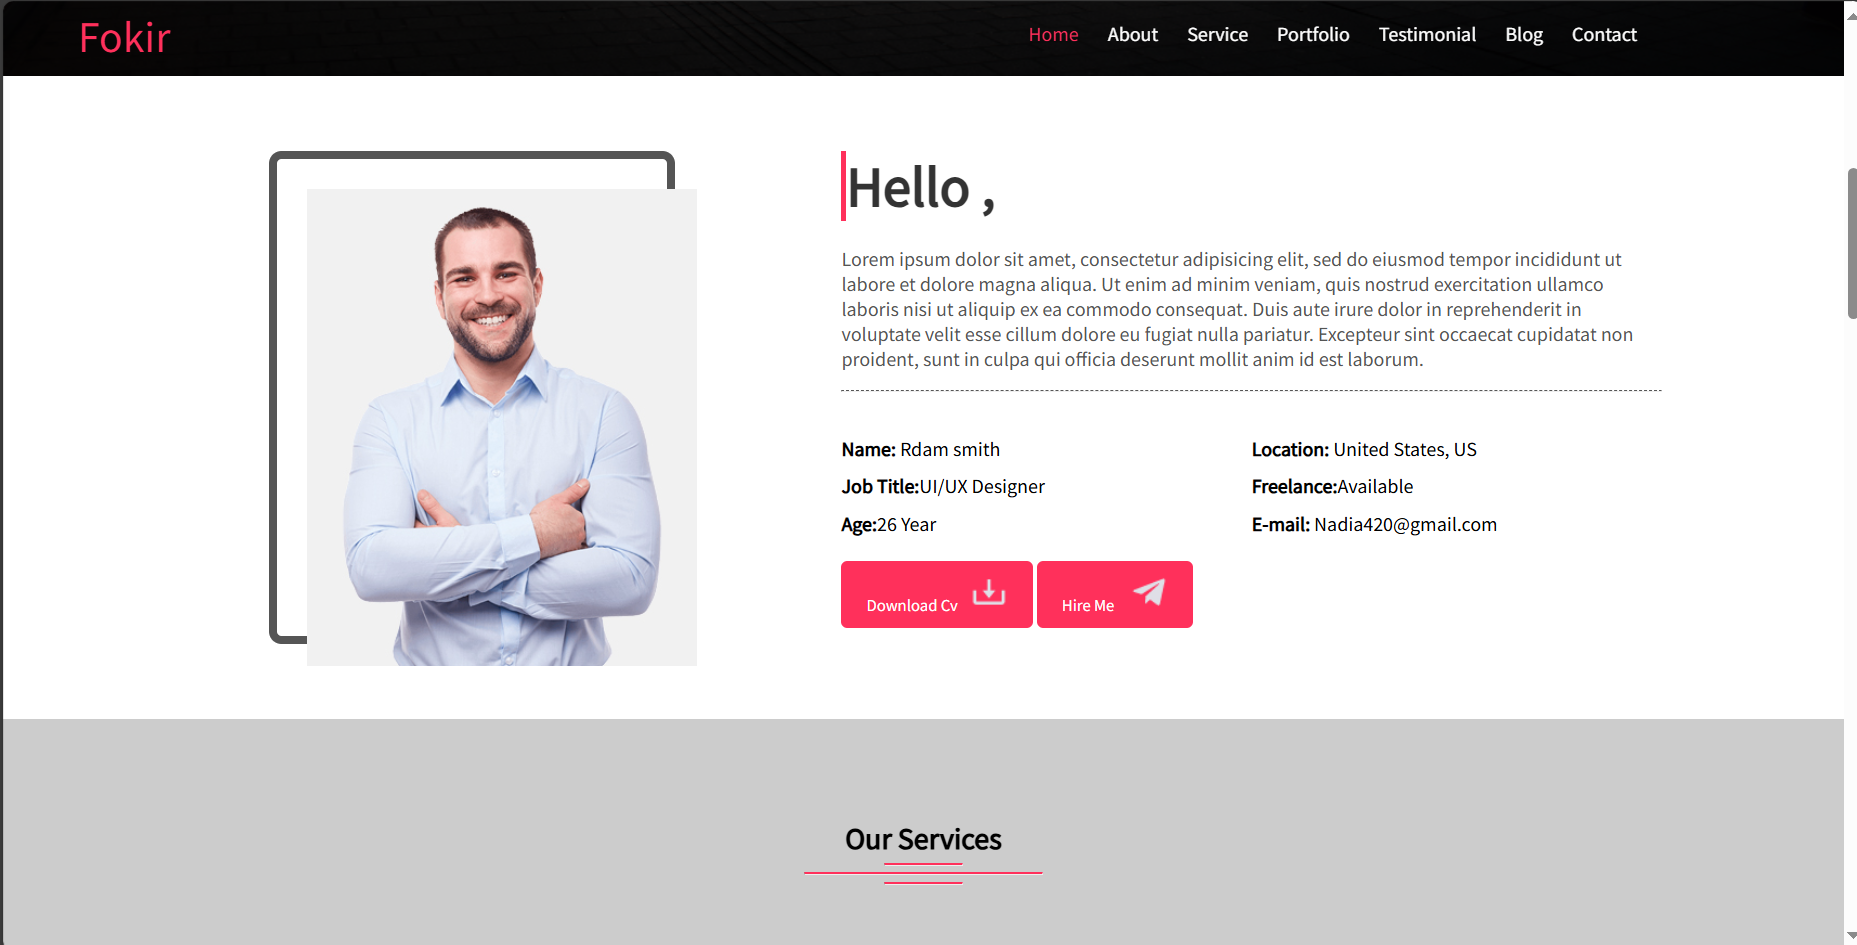 Fokir
Home About Service Portfolio Testimonial Blog Contact
Hello ,
Lorem ipsum dolor sit amet, consectetur adipisicing elit, sed do eiusmod tempor incididunt ut
labore et dolore magna aliqua. Ut enim ad minim veniam, quis nostrud exercitation ullamco
laboris nisi ut aliquip ex ea commodo consequat. Duis aute irure dolor in reprehenderit in
voluptate velit esse cillum dolore eu fugiat nulla pariatur. Excepteur sint occaecat cupidatat non
proident, sunt in culpa qui officia deserunt mollit anim id est laborum.
Name: Rdam smith
Job Title:UI/UX Designer
Age:26 Year
Location: United States, US
Freelance:Available
E-mail: Nadia420@gmail.com
Download Cv
Hire Me
Our Services